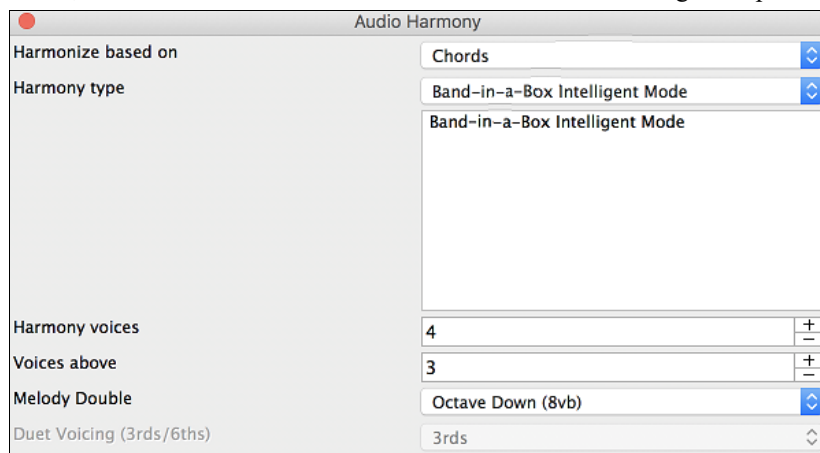 Audio Harmony
Harmonize based on Chords
Harmony type Band-in-a-Box Intelligent Mode
Band-in-a-Box Intelligent Mode
Harmony voices 4 + −
Voices above 3 + −
Melody Double Octave Down (8vb)
Duet Voicing (3rds/6ths) 3rds